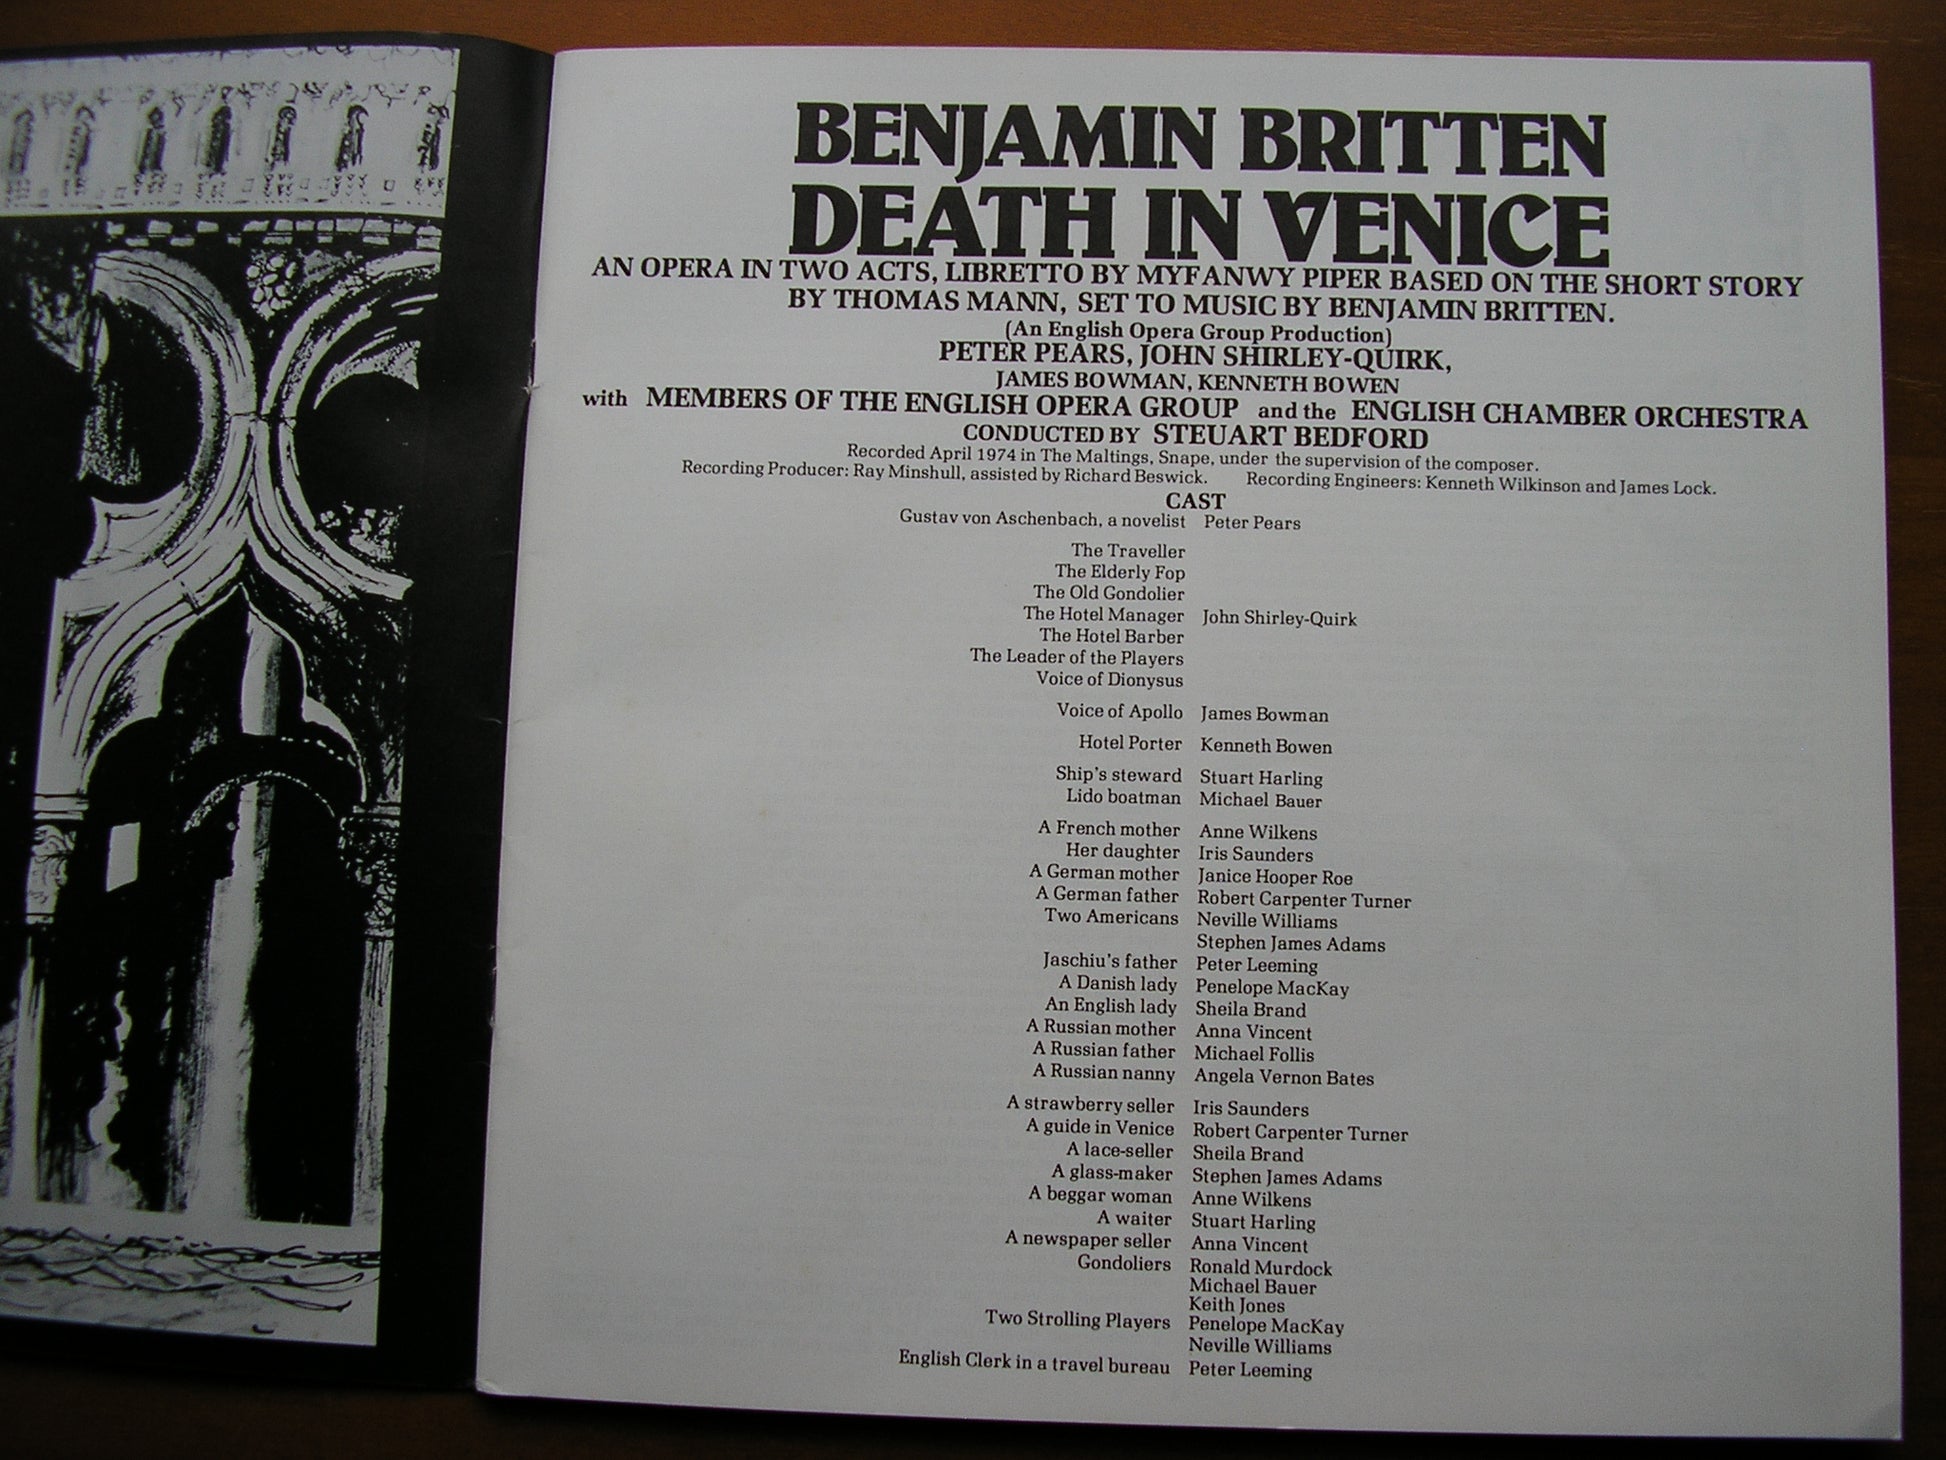 BENJAMIN BRITTEN
DEATH IN VENICE
AN OPERA IN TWO ACTS, LIBRETTO BY MYFANWY PIPER BASED ON THE SHORT STORY
BY THOMAS MANN, SET TO MUSIC BY BENJAMIN BRITTEN.
(An English Opera Group Production)
PETER PEARS, JOHN SHIRLEY-QUIRK,
JAMES BOWMAN, KENNETH BOWEN
with MEMBERS OF THE ENGLISH OPERA GROUP and the ENGLISH CHAMBER ORCHESTRA
CONDUCTED BY STEUART BEDFORD
Recorded April 1974 in The Maltings, Snape, under the supervision of the composer.
Recording Producer: Ray Minshull, assisted by Richard Beswick. Recording Engineers: Kenneth Wilkinson and James Lock.
CAST
Gustav von Aschenbach, a novelist Peter Pears
The Traveller
The Elderly Fop
The Old Gondolier
The Hotel Manager John Shirley-Quirk
The Hotel Barber
The Leader of the Players
Voice of Dionysus
Voice of Apollo James Bowman
Hotel Porter Kenneth Bowen
Ship's steward Stuart Harling
Lido boatman Michael Bauer
A French mother Anne Wilkens
Her daughter Iris Saunders
A German mother Janice Hooper Roe
A German father Robert Carpenter Turner
Two Americans Neville Williams
Stephen James Adams
Jaschiu's father Peter Leeming
A Danish lady Penelope MacKay
An English lady Sheila Brand
A Russian mother Anna Vincent
A Russian father Michael Follis
A Russian nanny Angela Vernon Bates
A strawberry seller Iris Saunders
A guide in Venice Robert Carpenter Turner
A lace-seller Sheila Brand
A glass-maker Stephen James Adams
A beggar woman Anne Wilkens
A waiter Stuart Harling
A newspaper seller Anna Vincent
Gondoliers Ronald Murdock
Michael Bauer
Keith Jones
Two Strolling Players Penelope MacKay
Neville Williams
English Clerk in a travel bureau Peter Leeming